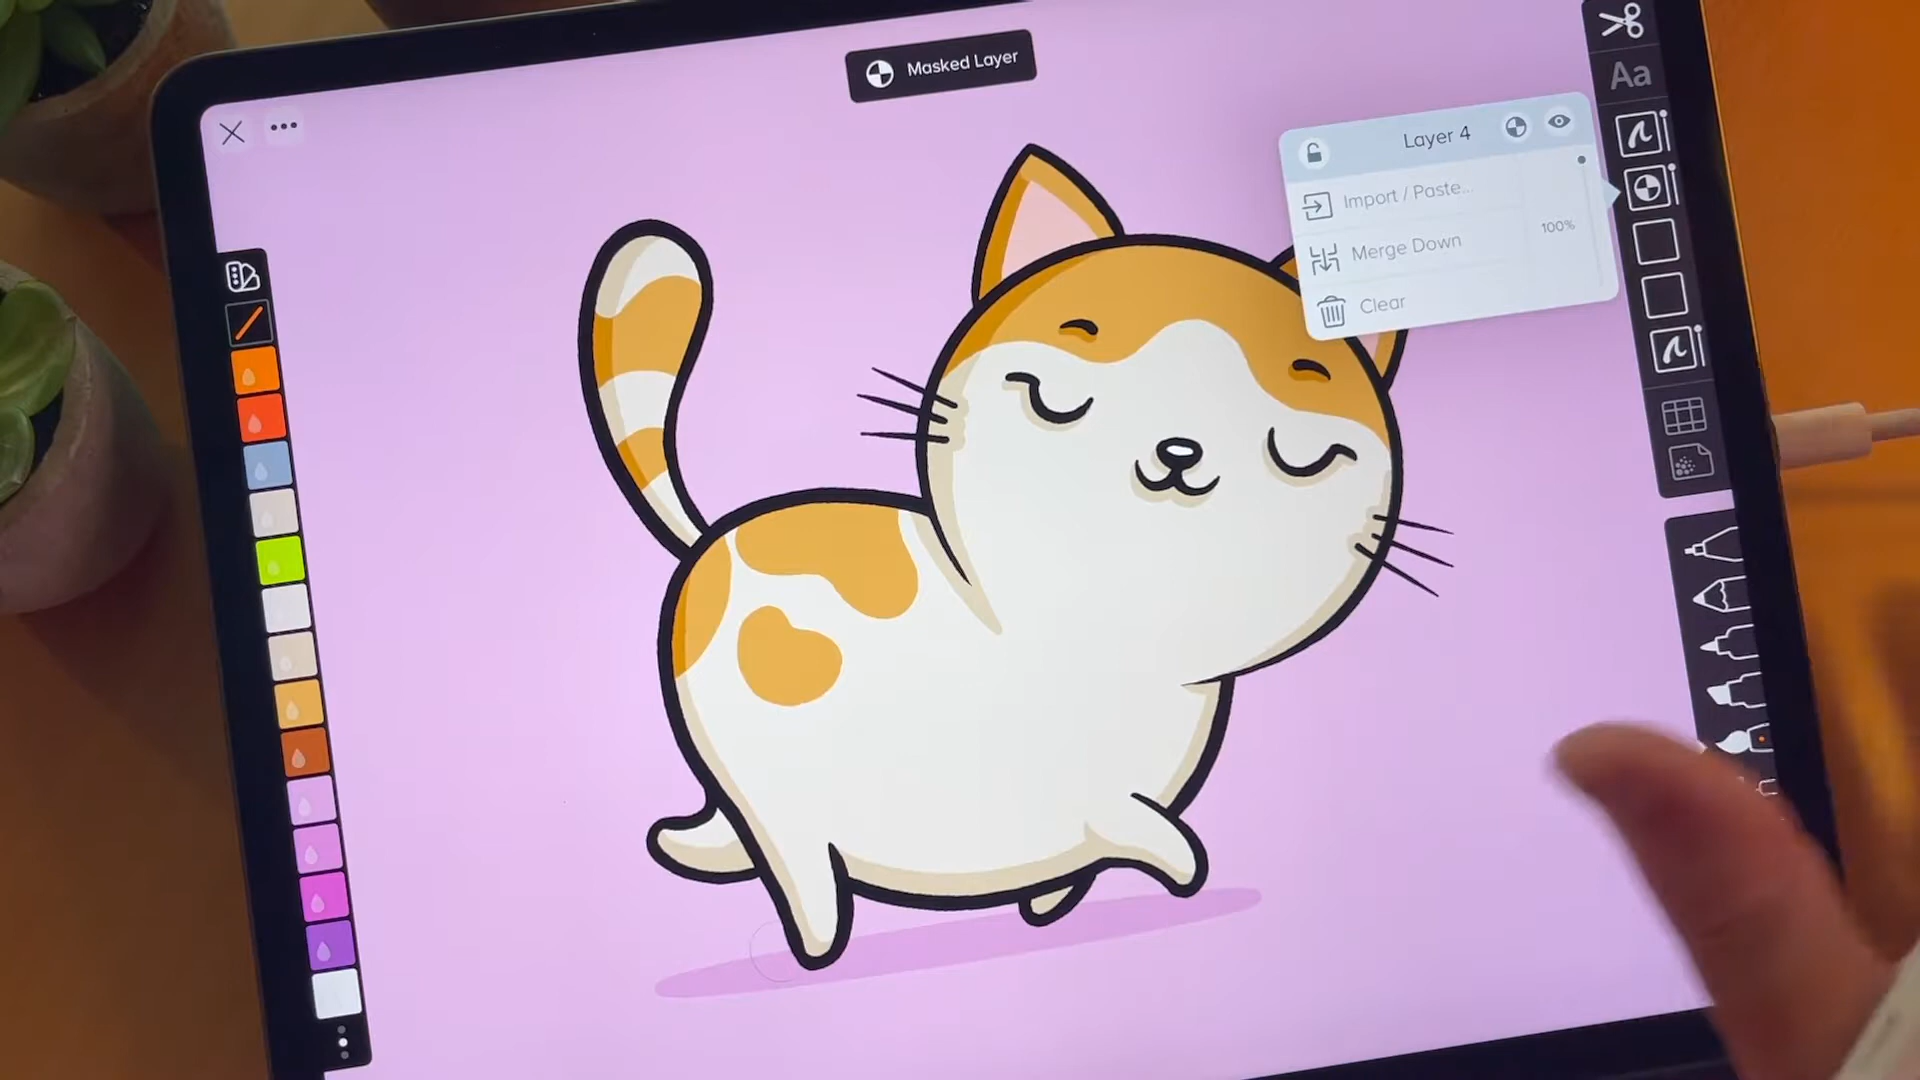 Masked Layer
Aa
Layer 4
Import / Paste...
100%
Merge Down
Clear